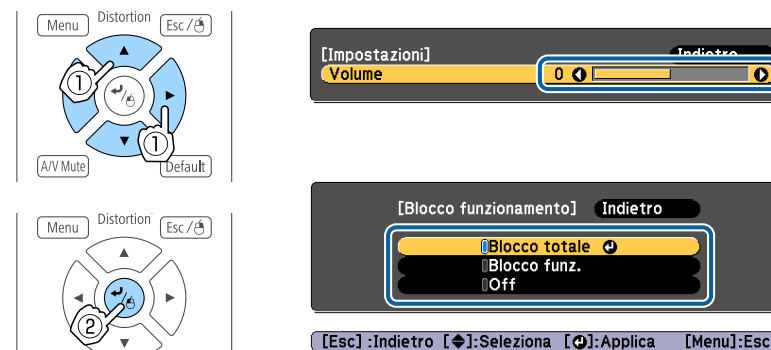 Menu Distortion Esc/
1
1
A/V Mute Default
[Impostazioni] Indietro
Volume 0
Menu Distortion Esc/
2
[Blocco funzionamento] Indietro
Blocco totale
Blocco funz.
Off
[Esc] :Indietro [◆]:Seleziona [⏎]:Applica [Menu]:Esc